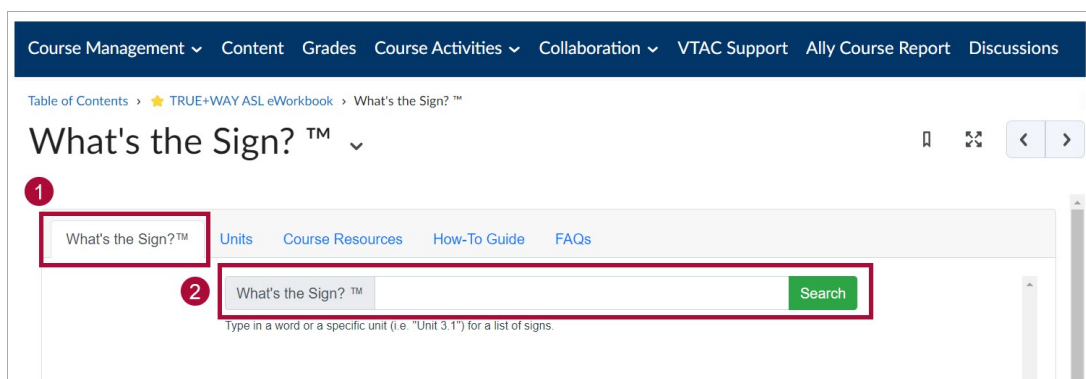 Course Management Content Grades Course Activities Collaboration VTAC Support Ally Course Report Discussions
Table of Contents › TRUE+WAY ASL eWorkbook › What's the Sign? ™
What's the Sign? ™
1
What's the Sign?™ Units Course Resources How-To Guide FAQs
2 What's the Sign? ™ Search
Type in a word or a specific unit (i.e. "Unit 3.1") for a list of signs.